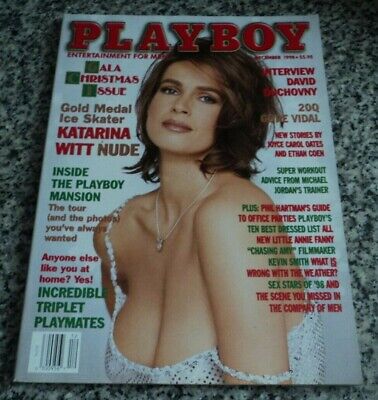 PLAYBOY
ENTERTAINMENT FOR MEN
DECEMBER 1998 • $5.95
GALA
CHRISTMAS
ISSUE
Gold Medal
Ice Skater
KATARINA
WITT NUDE
INSIDE
THE PLAYBOY
MANSION
The tour
(and the photos)
you've always
wanted
Anyone else
like you at
home? Yes!
INCREDIBLE
TRIPLET
PLAYMATES
INTERVIEW
DAVID
DUCHOVNY
20Q
GORE VIDAL
NEW STORIES BY
JOYCE CAROL OATES
AND ETHAN COEN
SUPER WORKOUT
ADVICE FROM MICHAEL
JORDAN'S TRAINER
PLUS: PHIL HARTMAN'S GUIDE
TO OFFICE PARTIES PLAYBOY'S
TEN BEST DRESSED LIST ALL
NEW LITTLE ANNIE FANNY
"CHASING AMY" FILMMAKER
KEVIN SMITH WHAT IS
WRONG WITH THE WEATHER?
SEX STARS OF '98 AND
THE SCENE YOU MISSED IN
THE COMPANY OF MEN